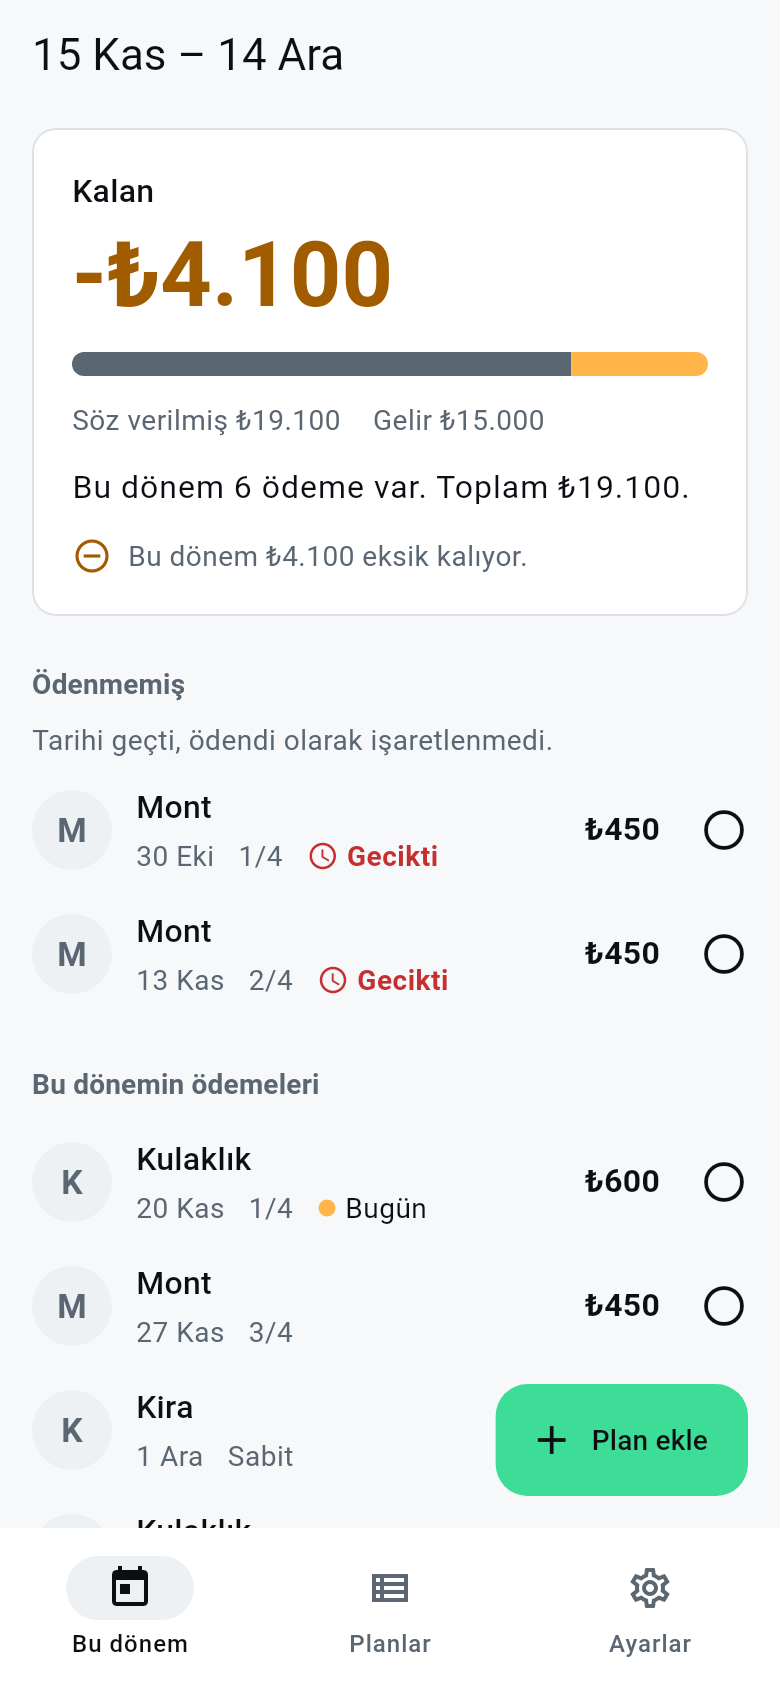 15 Kas – 14 Ara
Kalan
-₺4.100
Söz verilmiş ₺19.100 Gelir ₺15.000
Bu dönem 6 ödeme var. Toplam ₺19.100.
Bu dönem ₺4.100 eksik kalıyor.
Ödenmemiş
Tarihi geçti, ödendi olarak işaretlenmedi.
M
Mont
₺450
30 Eki 1/4 Gecikti
M
Mont
₺450
13 Kas 2/4 Gecikti
Bu dönemin ödemeleri
K
Kulaklık
₺600
20 Kas 1/4 Bugün
M
Mont
₺450
27 Kas 3/4
K
Kira
1 Ara Sabit
Plan ekle
Kulaklık
Bu dönem
Planlar
Ayarlar